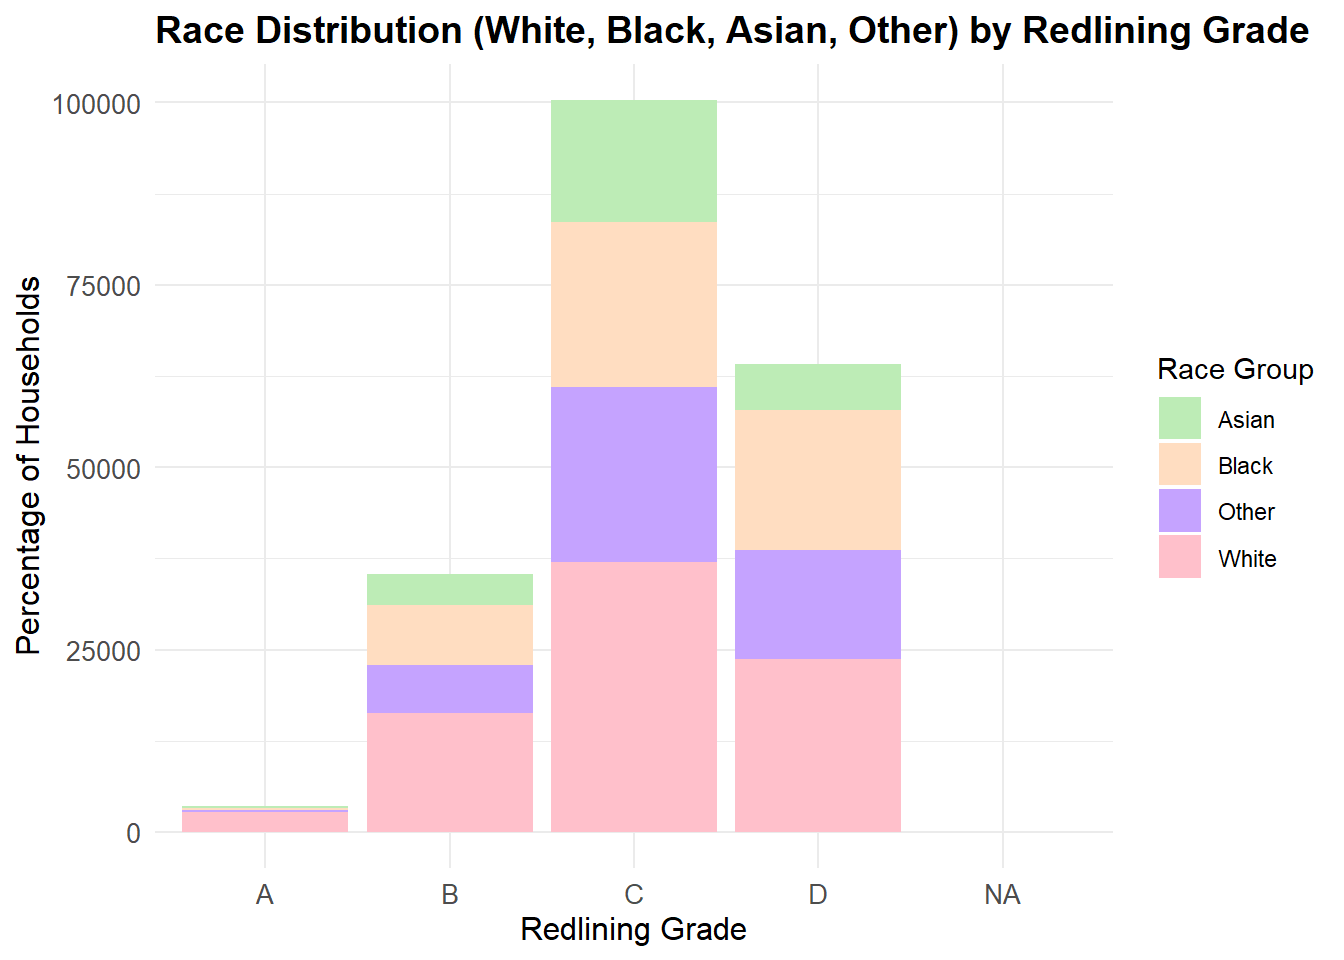 Race Distribution (White, Black, Asian, Other) by Redlining Grade
Percentage of Households
100000
75000
50000
25000
0
A
B
C
D
NA
Redlining Grade
Race Group
Asian
Black
Other
White